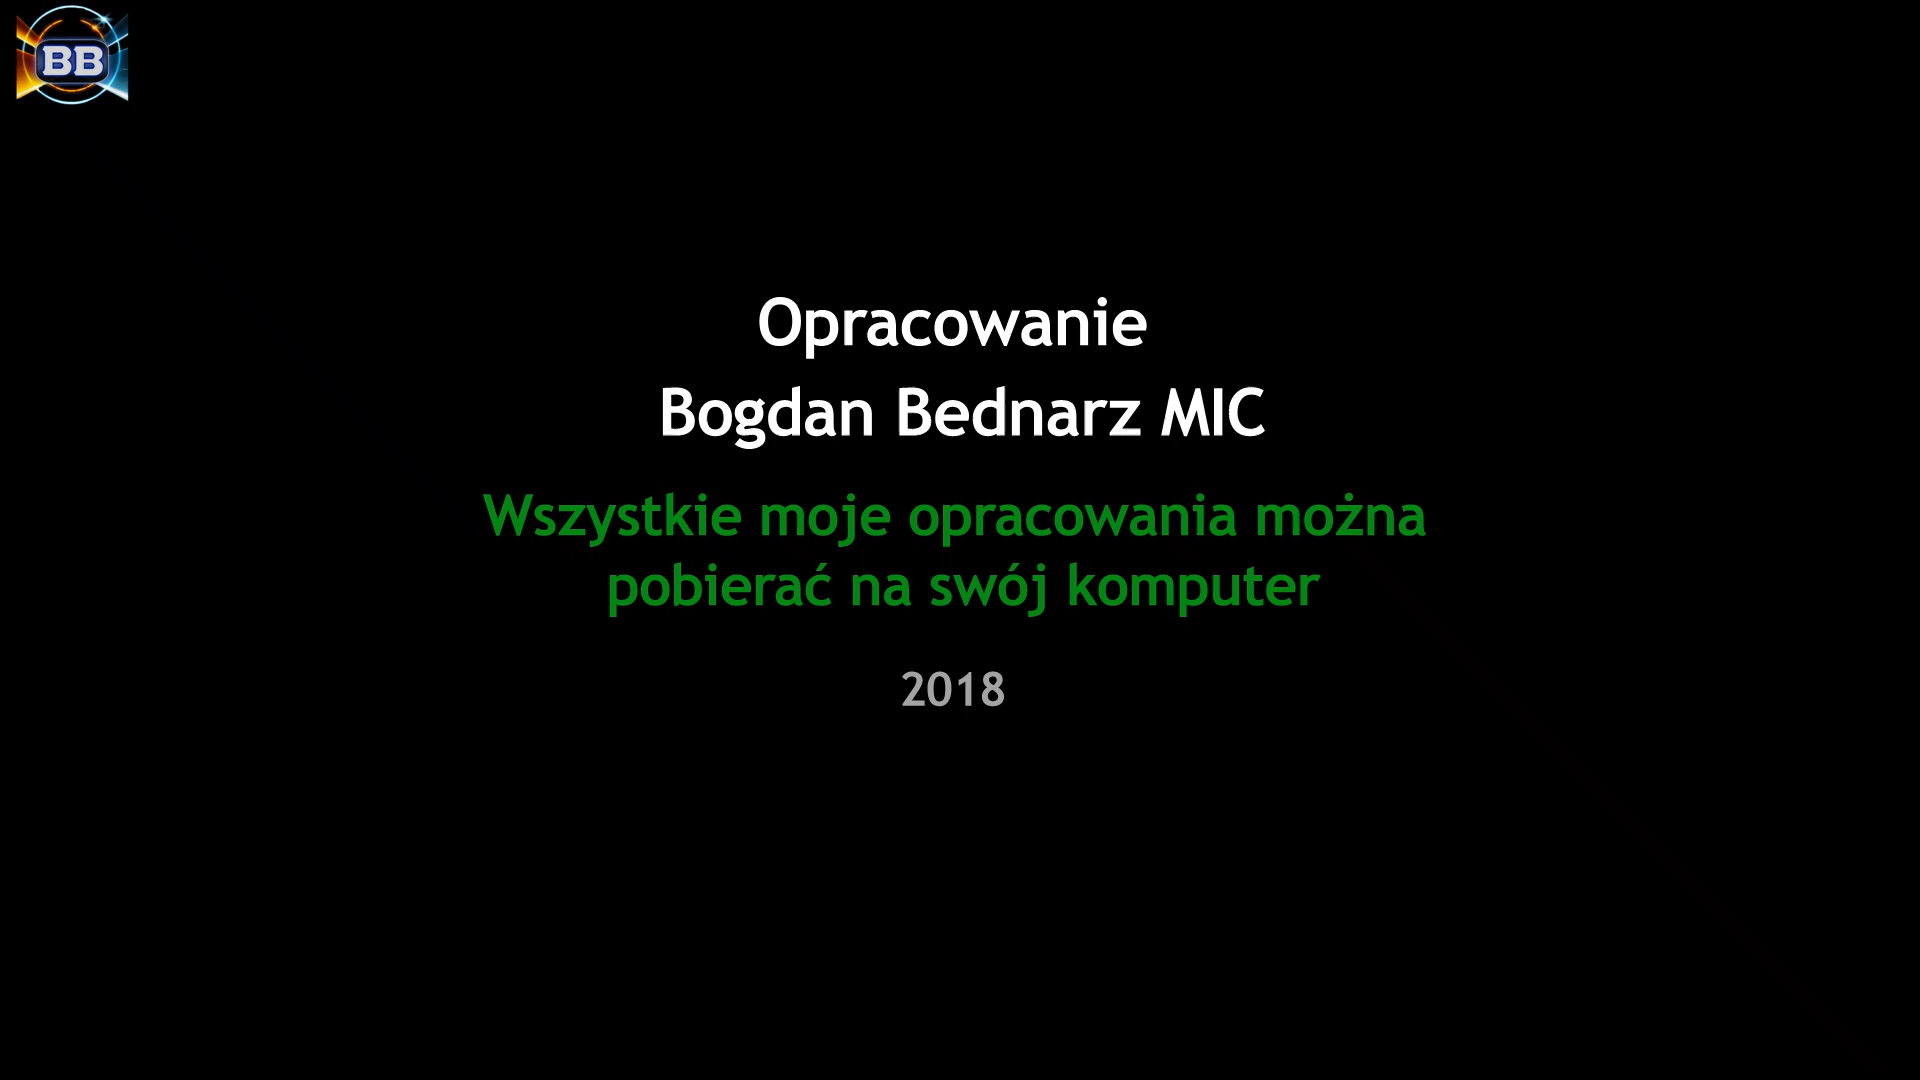 BB
Opracowanie
Bogdan Bednarz MIC
Wszystkie moje opracowania można
pobierać na swój komputer
2018